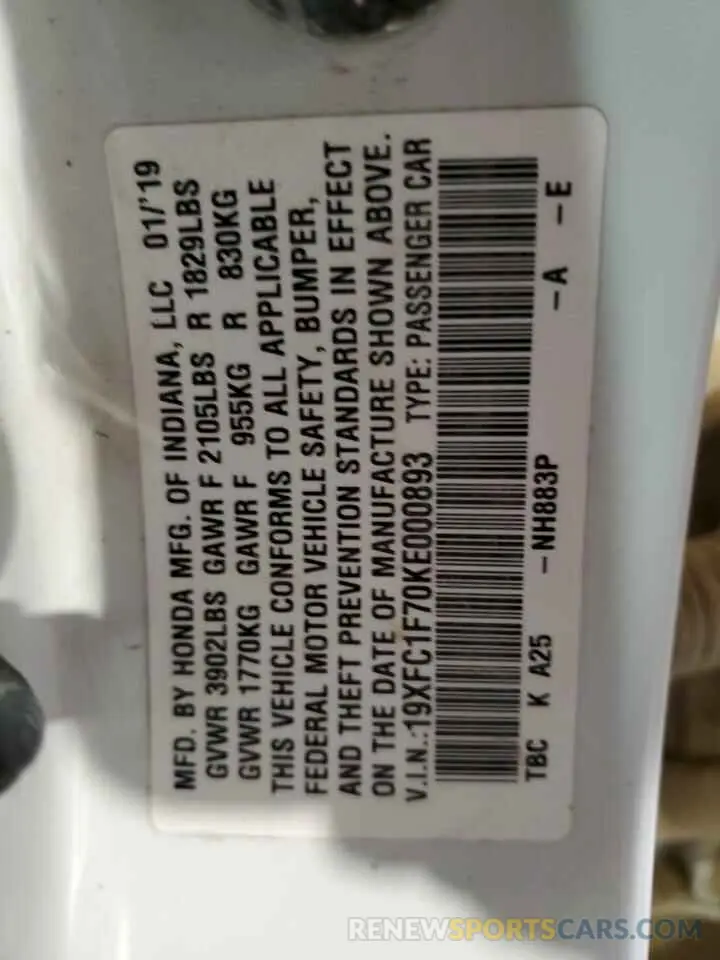 MFD. BY HONDA MFG. OF INDIANA, LLC 01/'19
GVWR 3902LBS GAWR F 2105LBS R 1829LBS
GVWR 1770KG GAWR F 955KG R 830KG
THIS VEHICLE CONFORMS TO ALL APPLICABLE
FEDERAL MOTOR VEHICLE SAFETY, BUMPER,
AND THEFT PREVENTION STANDARDS IN EFFECT
ON THE DATE OF MANUFACTURE SHOWN ABOVE.
V.I.N.:19XFC1F70KE000893 TYPE: PASSENGER CAR
TBC K A25 -NH883P -A -E
RENEWSPORTSCARS.COM